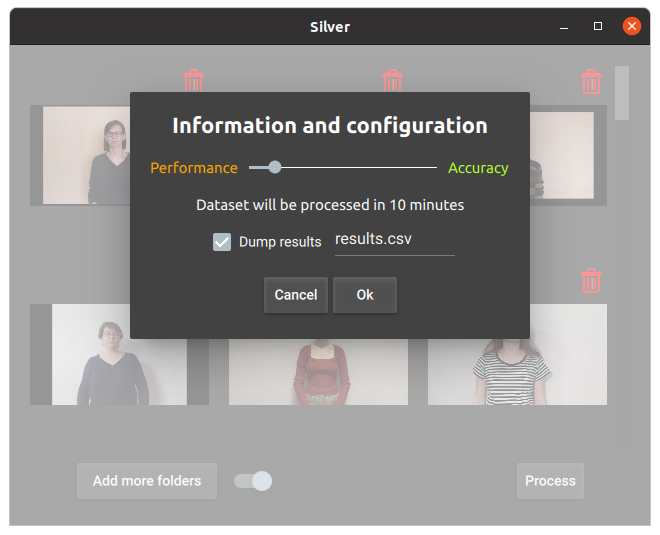 Silver
Information and configuration
Performance Accuracy
Dataset will be processed in 10 minutes
Dump results results.csv
Cancel Ok
Add more folders Process